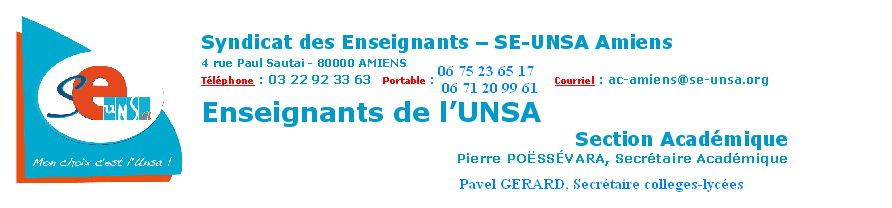 Syndicat des Enseignants – SE-UNSA Amiens
4 rue Paul Sautai - 80000 AMIENS
Téléphone : 03 22 92 33 63 Portable : 06 75 23 65 17 Courriel : ac-amiens@se-unsa.org
06 71 20 99 61
Enseignants de l’UNSA
Section Académique
Pierre POËSSÉVARA, Secrétaire Académique
Pavel GERARD, Secrétaire colleges-lycées
Se
UNSA
Mon choix c'est l'Unsa !